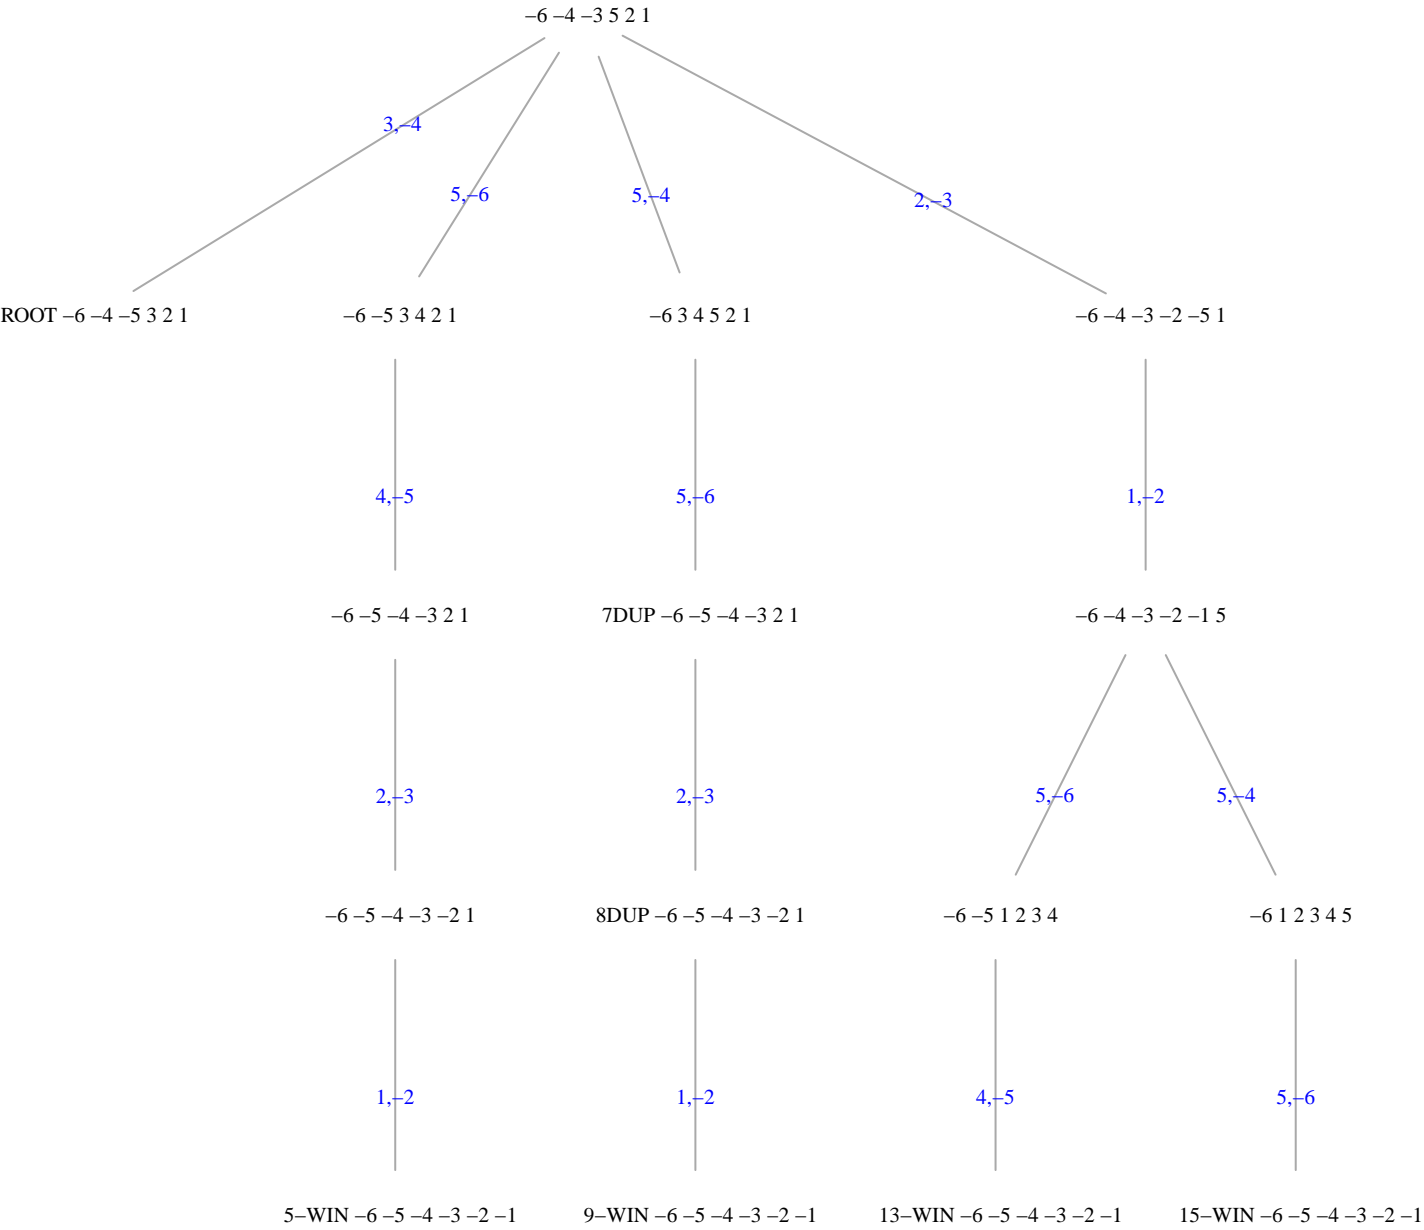 –6 –4 –3 5 2 1
3,–4
5,–6
5,–4
2,–3
ROOT –6 –4 –5 3 2 1
–6 –5 3 4 2 1
–6 3 4 5 2 1
–6 –4 –3 –2 –5 1
4,–5
5,–6
1,–2
–6 –5 –4 –3 2 1
7DUP –6 –5 –4 –3 2 1
–6 –4 –3 –2 –1 5
2,–3
2,–3
5,–6
5,–4
–6 –5 –4 –3 –2 1
8DUP –6 –5 –4 –3 –2 1
–6 –5 1 2 3 4
–6 1 2 3 4 5
1,–2
1,–2
4,–5
5,–6
5–WIN –6 –5 –4 –3 –2 –1
9–WIN –6 –5 –4 –3 –2 –1
13–WIN –6 –5 –4 –3 –2 –1
15–WIN –6 –5 –4 –3 –2 –1